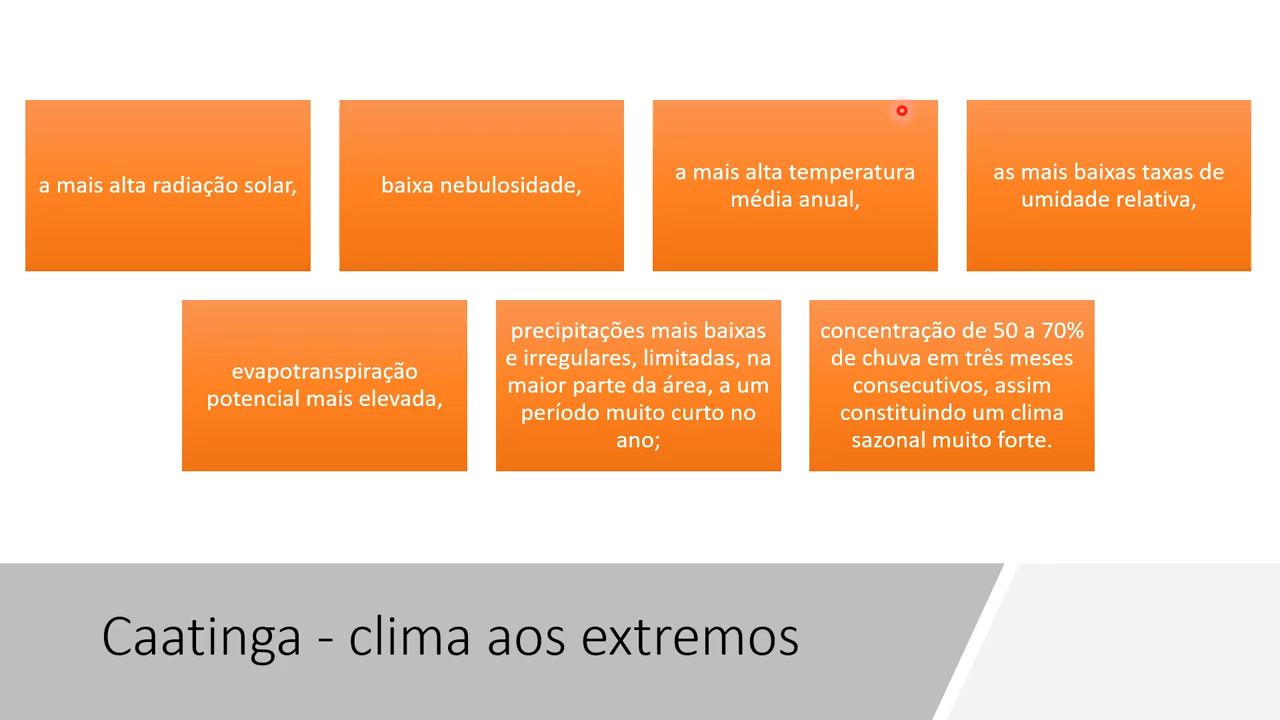 a mais alta radiação solar,
baixa nebulosidade,
a mais alta temperatura
média anual,
as mais baixas taxas de
umidade relativa,
evapotranspiração
potencial mais elevada,
precipitações mais baixas
e irregulares, limitadas, na
maior parte da área, a um
período muito curto no
ano;
concentração de 50 a 70%
de chuva em três meses
consecutivos, assim
constituindo um clima
sazonal muito forte.
Caatinga - clima aos extremos